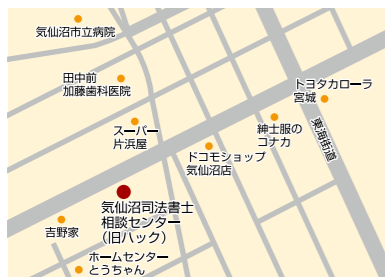 気仙沼市立病院
田中前
加藤歯科医院
トヨタカローラ
宮城
スーパー
片浜屋
紳士服の
コナカ
東海街道
ドコモショップ
気仙沼店
気仙沼司法書士
相談センター
（旧ハック）
吉野家
ホームセンター
とうちゃん